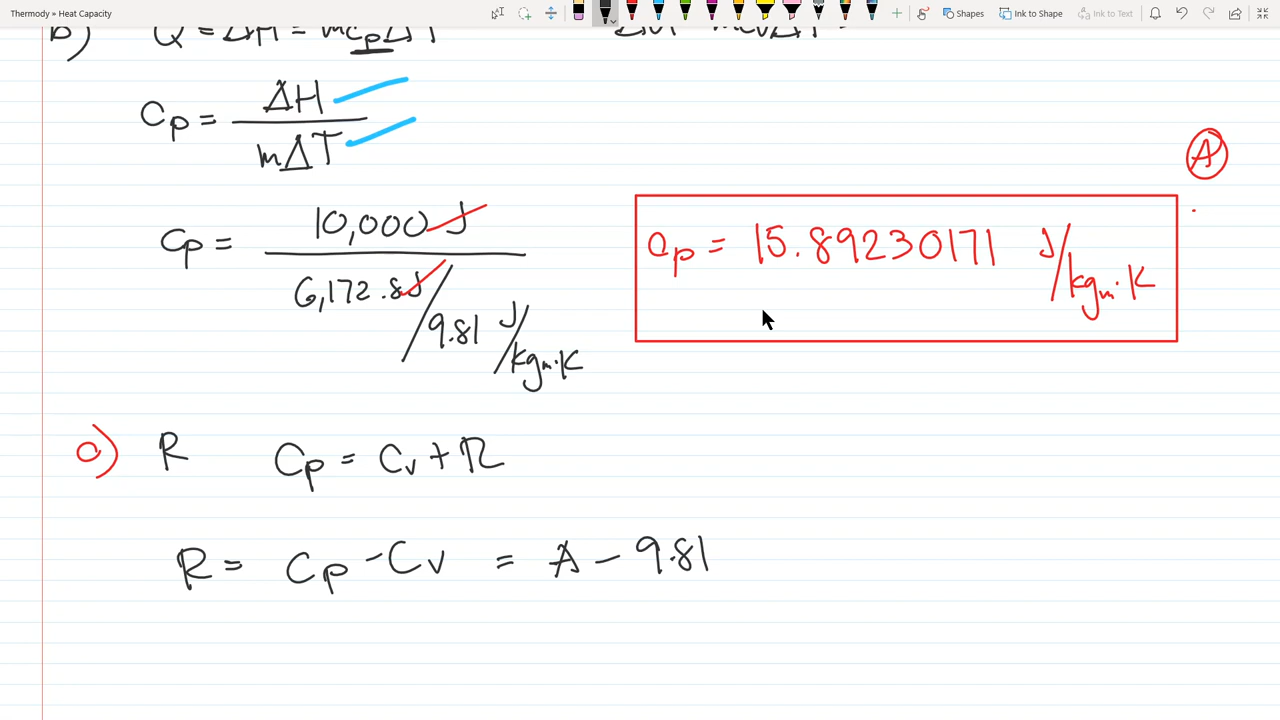 Thermody » Heat Capacity
Shapes Ink to Shape Ink to Text
b) Q = ΔH = mcpΔT
Cp = ΔH / mΔT
A
Cp = 10,000 J / 6,172.8 J / 9.81 J/kgm·K
Cp = 15.89230171 J/kgm·K
a) R Cp = Cv + R
R = Cp - Cv = A - 9.81